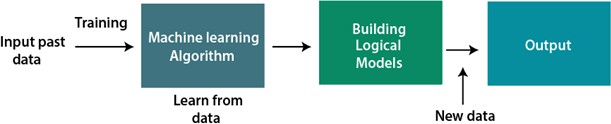 Training
Input past
data
Machine learning
Algorithm
Learn from
data
Building
Logical
Models
New data
Output